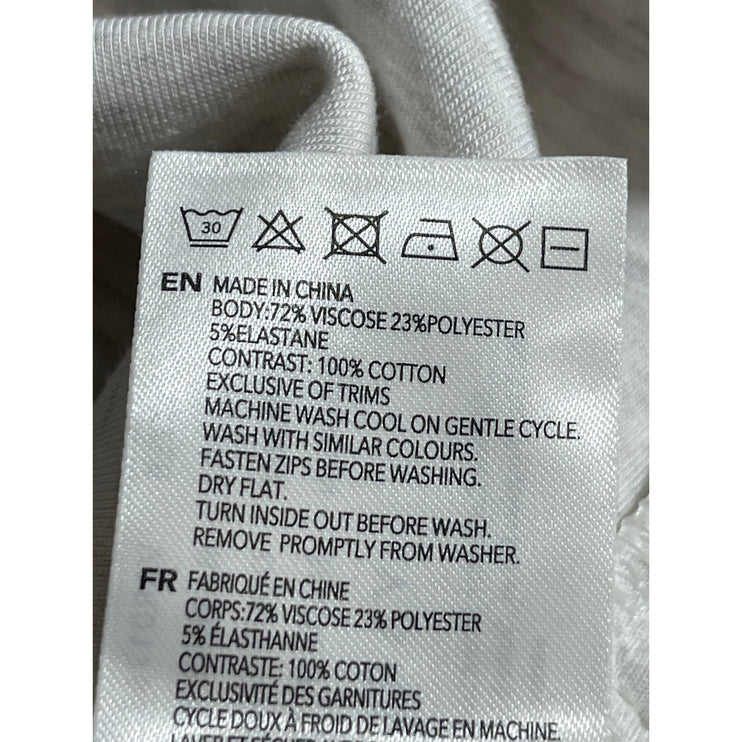 30
EN MADE IN CHINA
BODY:72% VISCOSE 23%POLYESTER
5%ELASTANE
CONTRAST: 100% COTTON
EXCLUSIVE OF TRIMS
MACHINE WASH COOL ON GENTLE CYCLE.
WASH WITH SIMILAR COLOURS.
FASTEN ZIPS BEFORE WASHING.
DRY FLAT.
TURN INSIDE OUT BEFORE WASH.
REMOVE PROMPTLY FROM WASHER.
FR FABRIQUÉ EN CHINE
CORPS:72% VISCOSE 23% POLYESTER
5% ÉLASTHANNE
CONTRASTE: 100% COTON
EXCLUSIVITÉ DES GARNITURES
CYCLE DOUX À FROID DE LAVAGE EN MACHINE.
LAVER ET